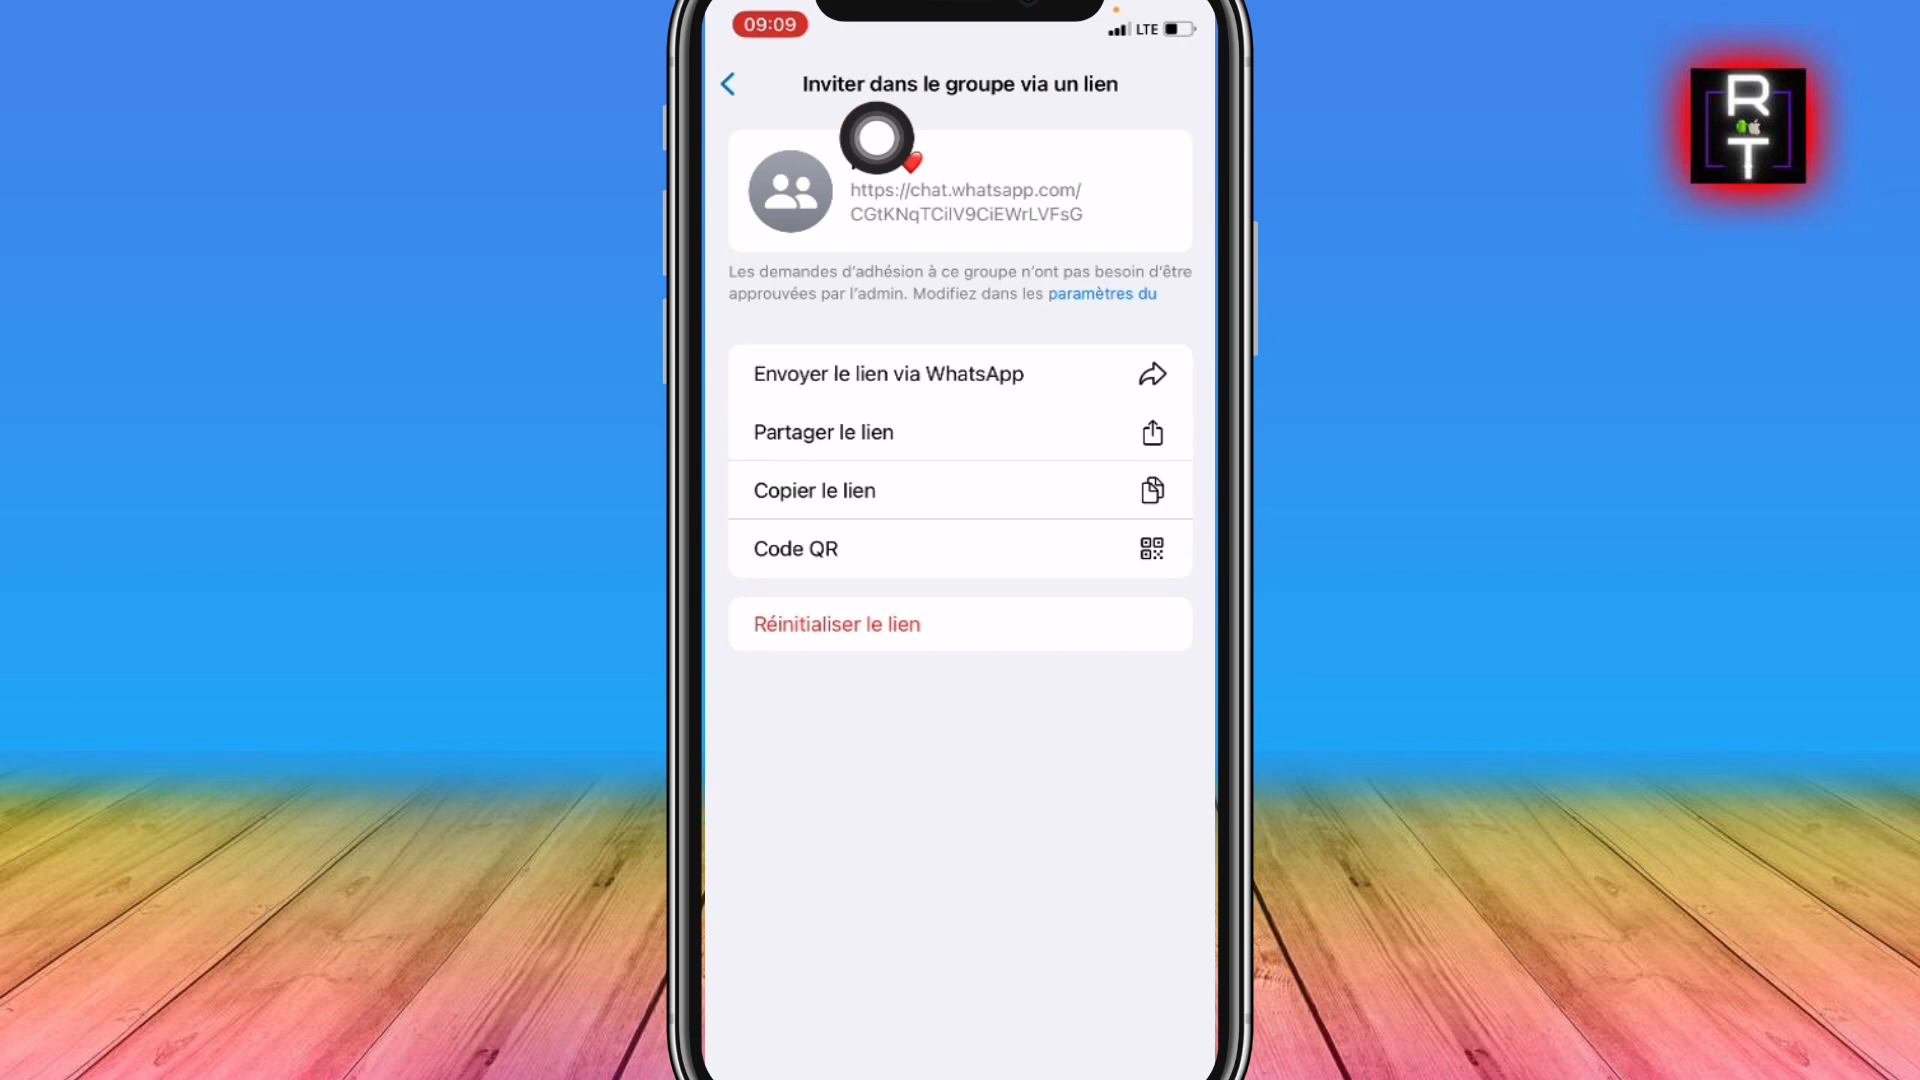 09:09
LTE
R
T
Inviter dans le groupe via un lien
https://chat.whatsapp.com/
CGtKNqTCiIV9CiEWrLVFsG
Les demandes d'adhésion à ce groupe n'ont pas besoin d'être
approuvées par l'admin. Modifiez dans les paramètres du
Envoyer le lien via WhatsApp
Partager le lien
Copier le lien
Code QR
Réinitialiser le lien